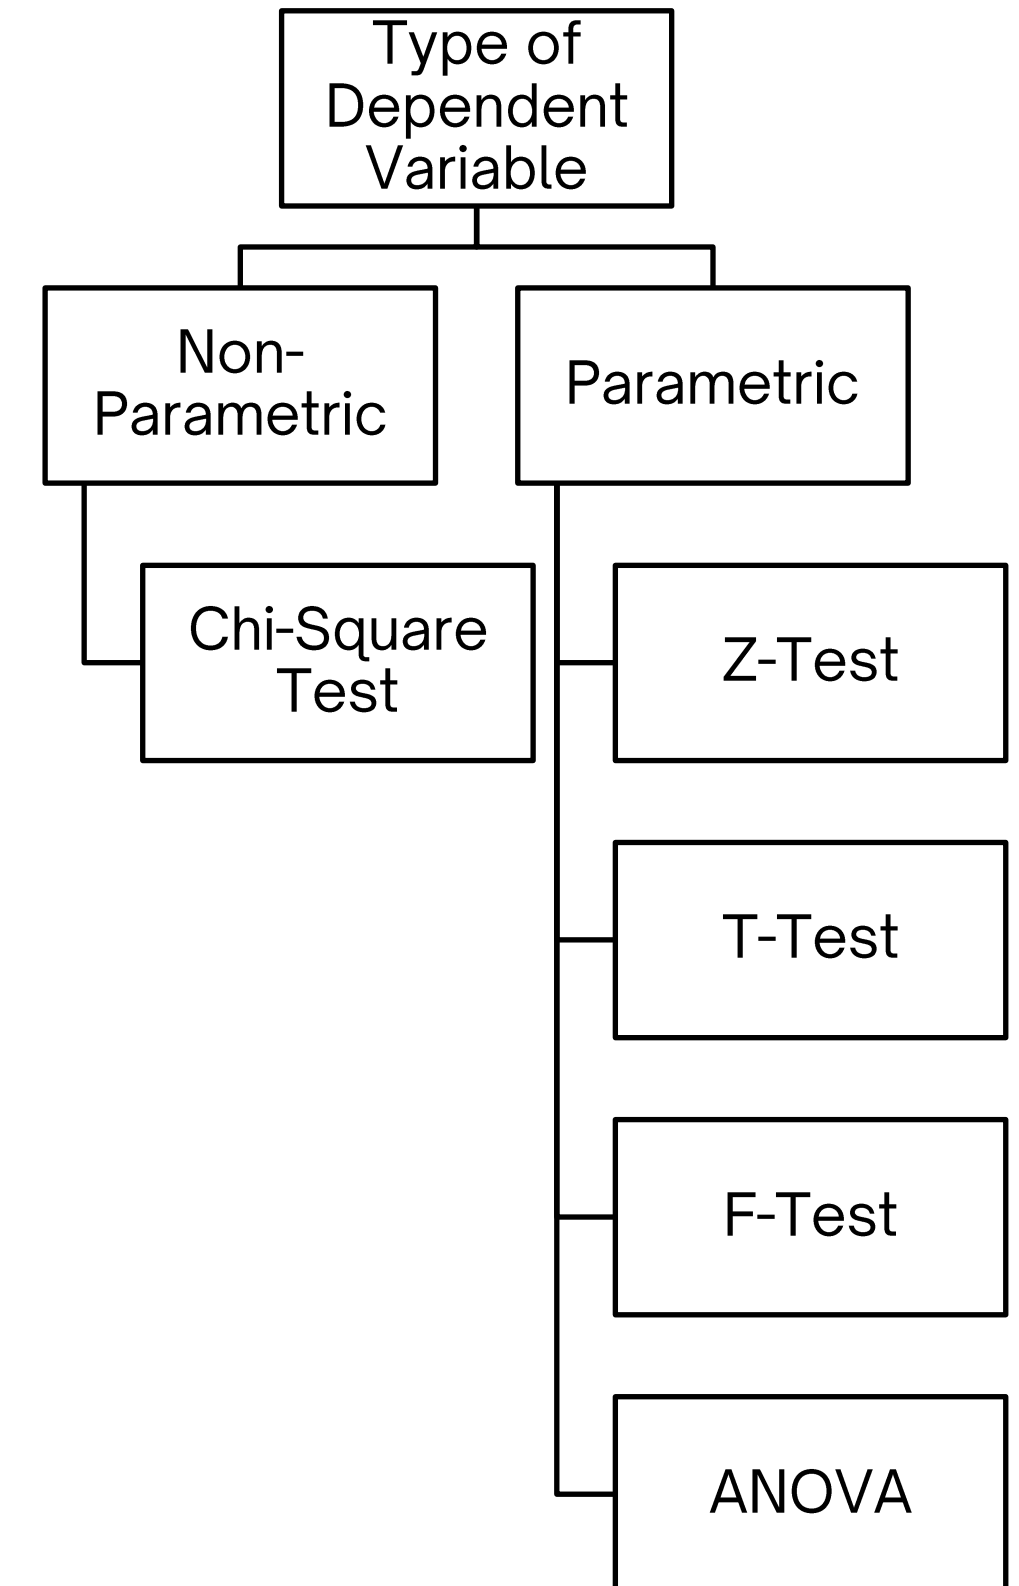 Type of
Dependent
Variable
Non-
Parametric
Parametric
Chi-Square
Test
Z-Test
T-Test
F-Test
ANOVA